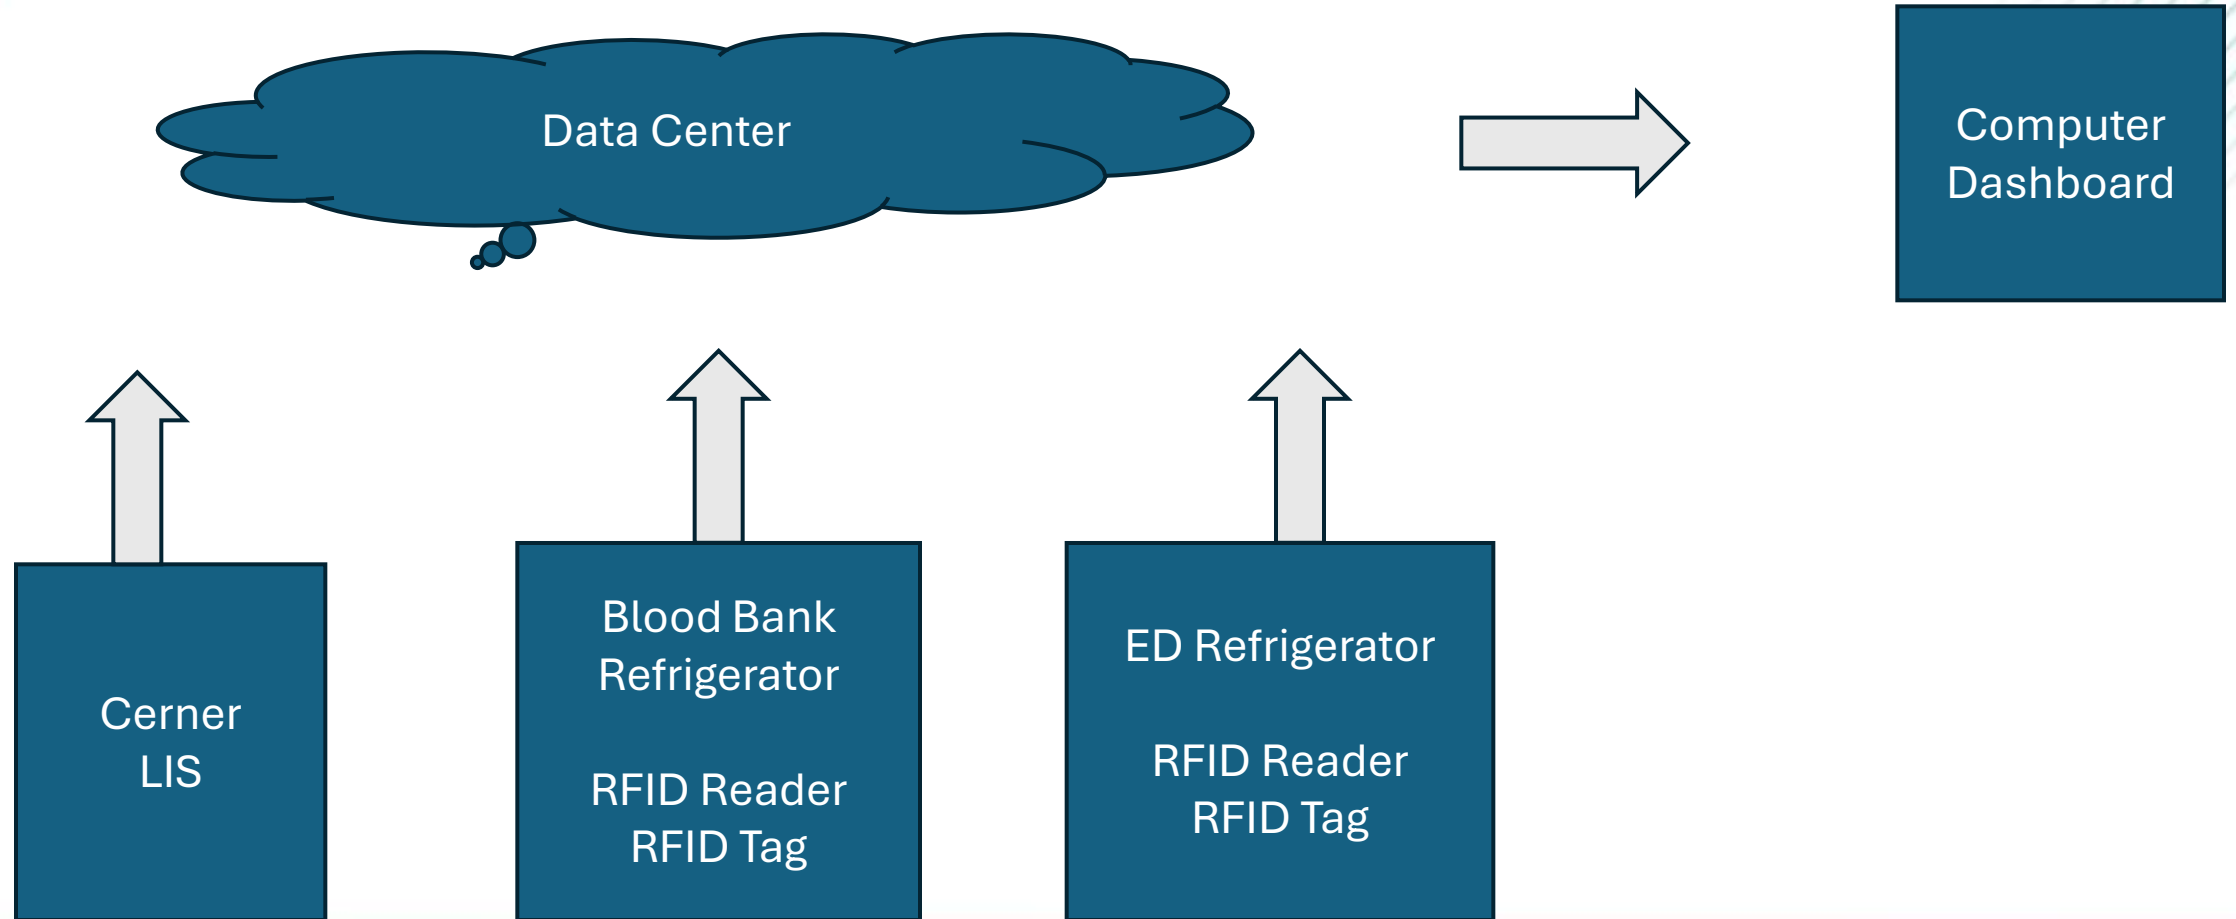 Data Center
Computer
Dashboard
Cerner
LIS
Blood Bank
Refrigerator
RFID Reader
RFID Tag
ED Refrigerator
RFID Reader
RFID Tag